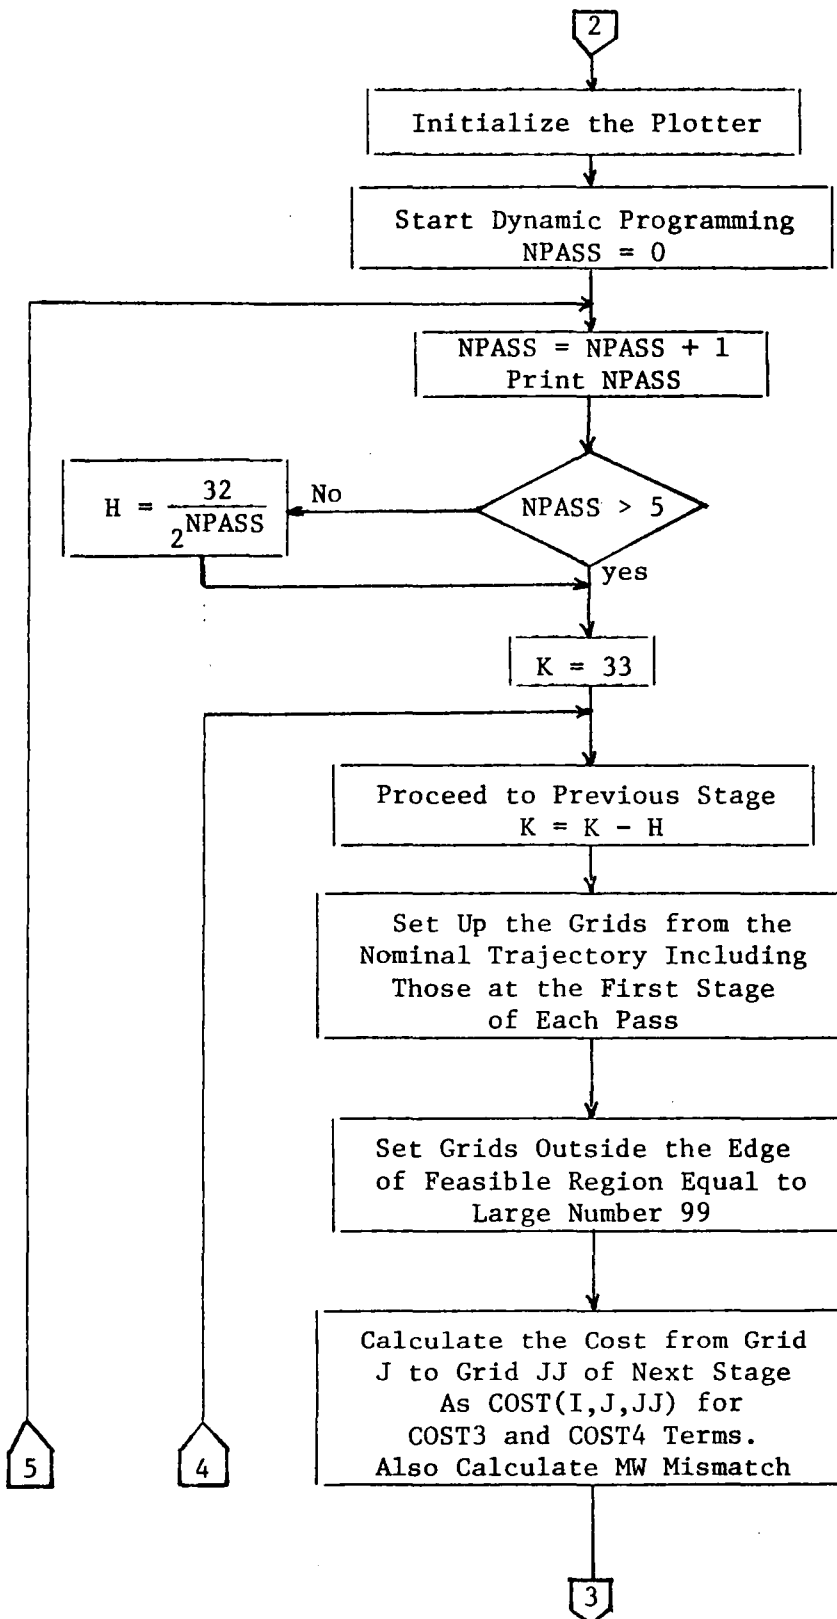 2
Initialize the Plotter
Start Dynamic Programming
NPASS = 0
NPASS = NPASS + 1
Print NPASS
NPASS > 5
No
H = 32 / 2^NPASS
yes
K = 33
Proceed to Previous Stage
K = K - H
Set Up the Grids from the
Nominal Trajectory Including
Those at the First Stage
of Each Pass
Set Grids Outside the Edge
of Feasible Region Equal to
Large Number 99
Calculate the Cost from Grid
J to Grid JJ of Next Stage
As COST(I,J,JJ) for
COST3 and COST4 Terms.
Also Calculate MW Mismatch
5
4
3